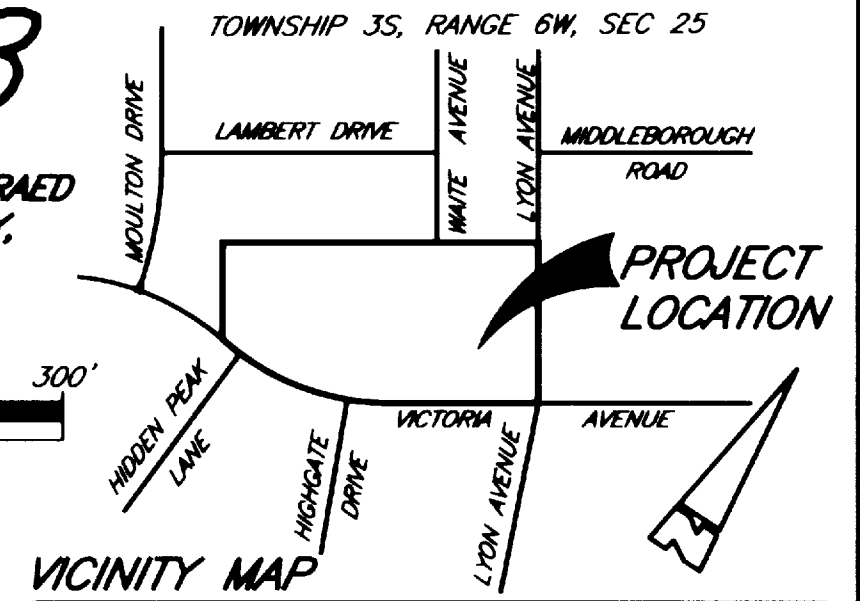 TOWNSHIP 3S, RANGE 6W, SEC 25
MOULTON DRIVE
LAMBERT DRIVE
WAITE AVENUE
LYON AVENUE
MIDDLEBOROUGH
ROAD
PROJECT
LOCATION
300'
HIDDEN PEAK
LANE
HIGHGATE
DRIVE
VICTORIA
AVENUE
LYON AVENUE
VICINITY MAP